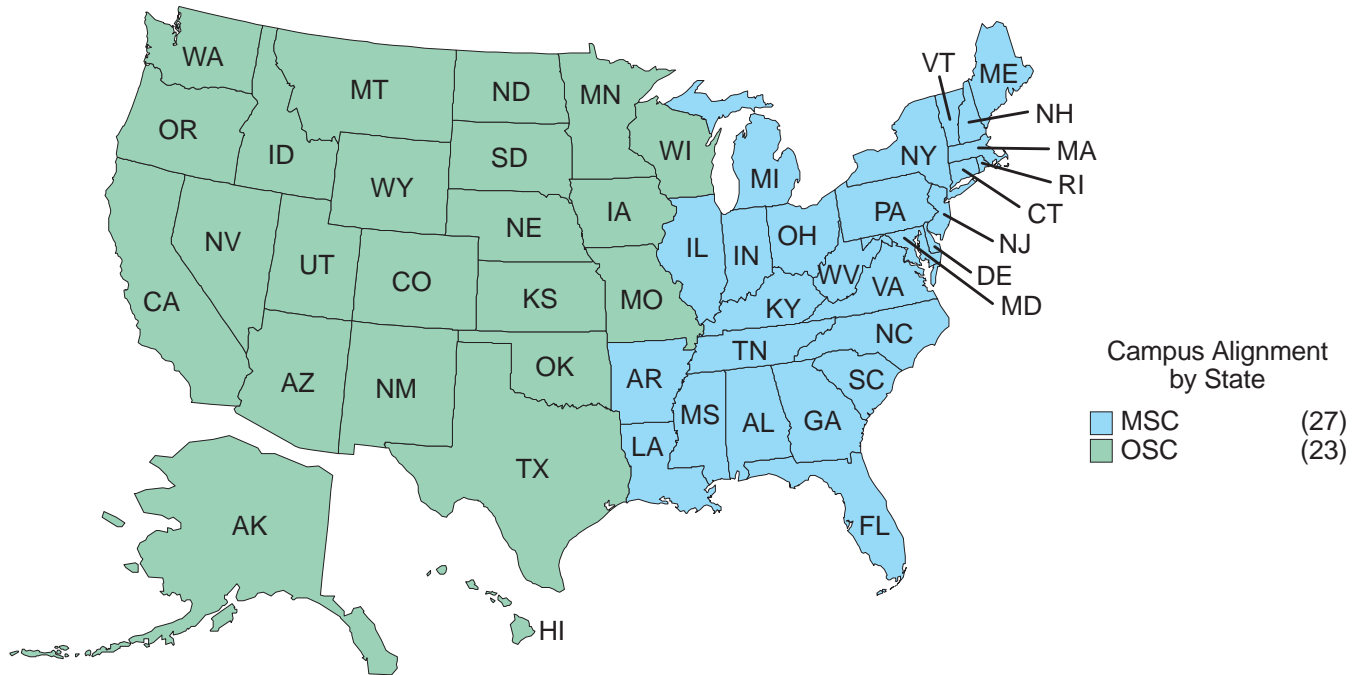 WA
MT
ND
MN
VT
ME
NH
OR
ID
SD
WI
NY
MA
WY
MI
RI
IA
PA
CT
NE
NV
IL
IN
OH
NJ
UT
CO
WV
DE
CA
KS
MO
VA
MD
KY
NC
TN
Campus Alignment
by State
AZ
NM
OK
AR
SC
MS
AL
GA
MSC (27)
LA
OSC (23)
TX
AK
FL
HI